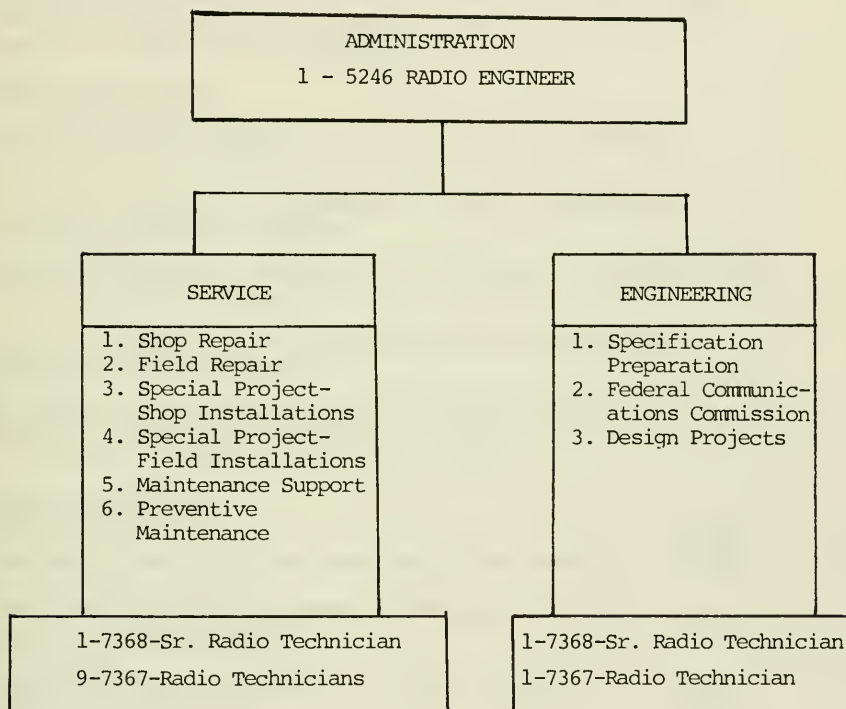 ADMINISTRATION
1 - 5246 RADIO ENGINEER
SERVICE
1. Shop Repair
2. Field Repair
3. Special Project-
Shop Installations
4. Special Project-
Field Installations
5. Maintenance Support
6. Preventive
Maintenance
ENGINEERING
1. Specification
Preparation
2. Federal Communic-
ations Commission
3. Design Projects
1-7368-Sr. Radio Technician
9-7367-Radio Technicians
1-7368-Sr. Radio Technician
1-7367-Radio Technician